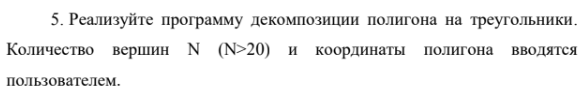 5. Реализуйте программу декомпозиции полигона на треугольники.
Количество вершин N (N>20) и координаты полигона вводятся
пользователем.